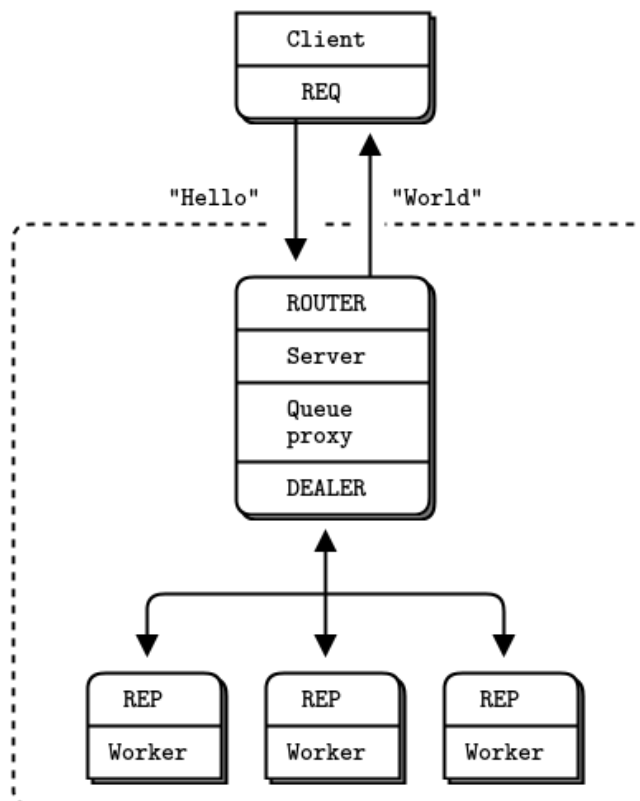 Client
REQ
"Hello"
"World"
ROUTER
Server
Queue
proxy
DEALER
REP
REP
REP
Worker
Worker
Worker